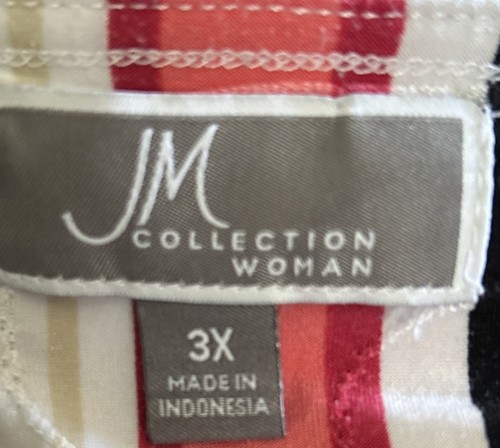 JM
COLLECTION
WOMAN
3X
MADE IN
INDONESIA